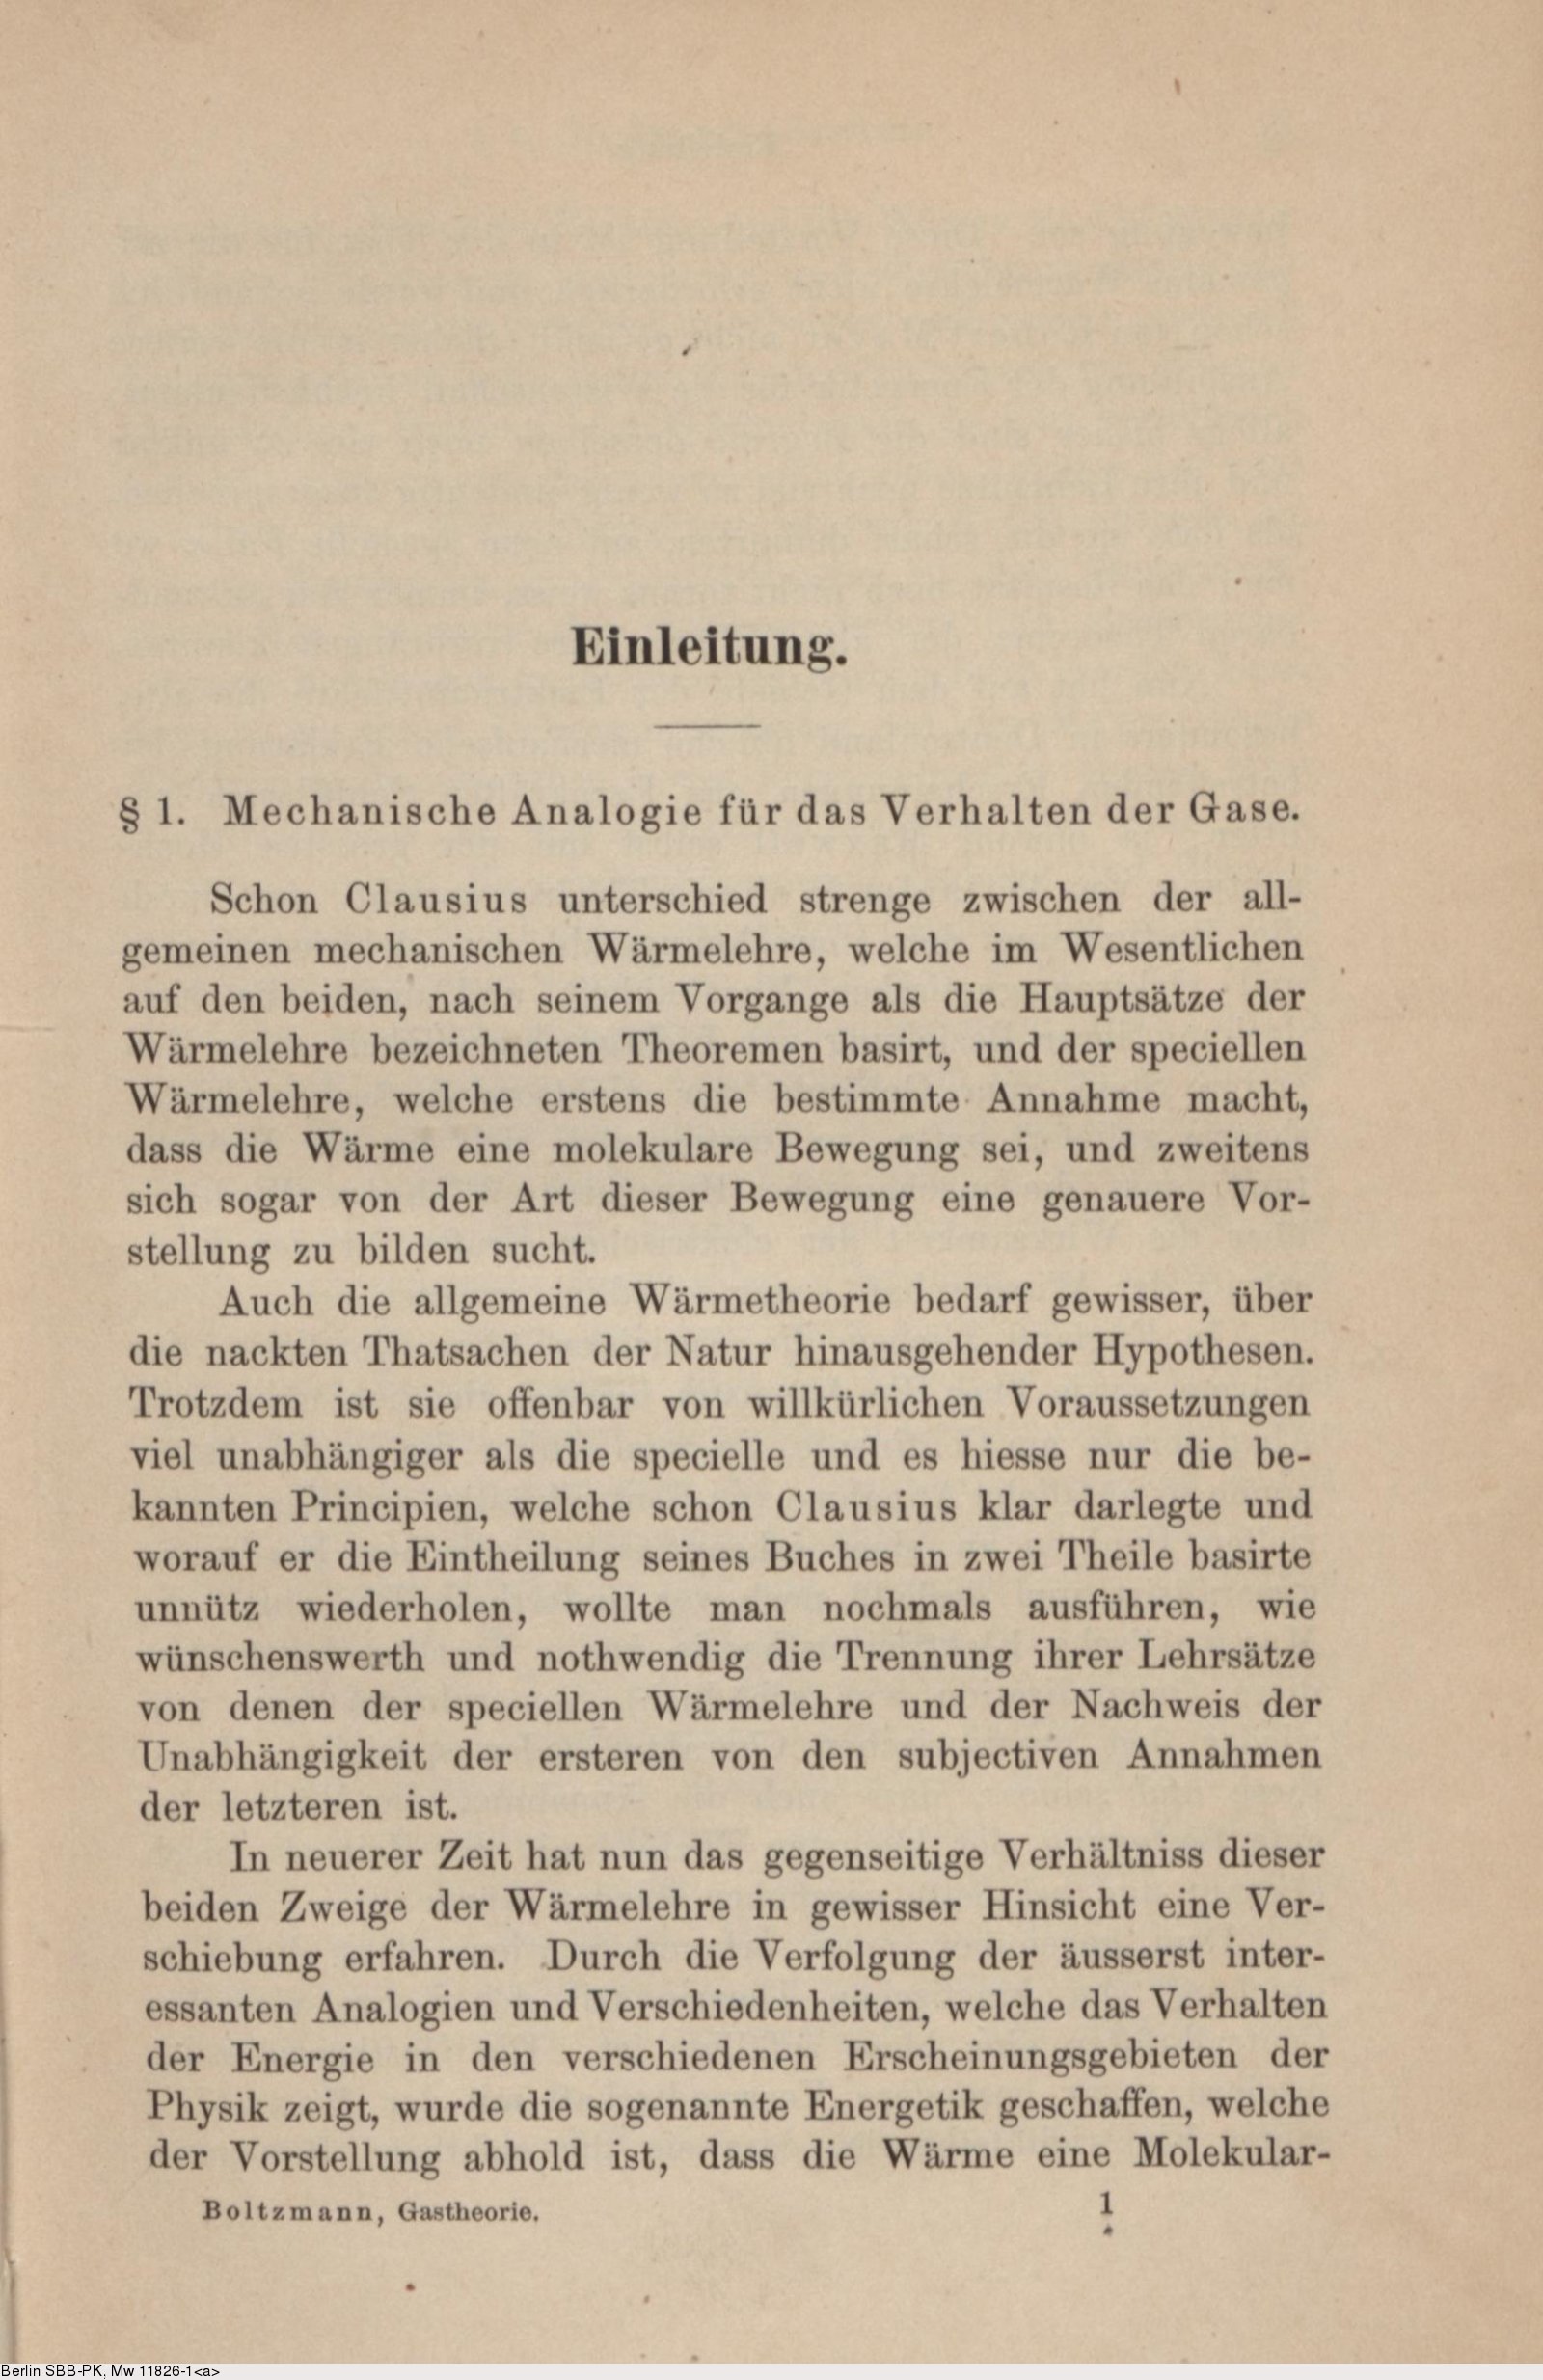 Einleitung.
§ 1. Mechanische Analogie für das Verhalten der Gase.
Schon Clausius unterschied strenge zwischen der all-
gemeinen mechanischen Wärmelehre, welche im Wesentlichen
auf den beiden, nach seinem Vorgange als die Hauptsätze der
Wärmelehre bezeichneten Theoremen basirt, und der speciellen
Wärmelehre, welche erstens die bestimmte Annahme macht,
dass die Wärme eine molekulare Bewegung sei, und zweitens
sich sogar von der Art dieser Bewegung eine genauere Vor-
stellung zu bilden sucht.
Auch die allgemeine Wärmetheorie bedarf gewisser, über
die nackten Thatsachen der Natur hinausgehender Hypothesen.
Trotzdem ist sie offenbar von willkürlichen Voraussetzungen
viel unabhängiger als die specielle und es hiesse nur die be-
kannten Principien, welche schon Clausius klar darlegte und
worauf er die Eintheilung seines Buches in zwei Theile basirte
unnütz wiederholen, wollte man nochmals ausführen, wie
wünschenswerth und nothwendig die Trennung ihrer Lehrsätze
von denen der speciellen Wärmelehre und der Nachweis der
Unabhängigkeit der ersteren von den subjectiven Annahmen
der letzteren ist.
In neuerer Zeit hat nun das gegenseitige Verhältniss dieser
beiden Zweige der Wärmelehre in gewisser Hinsicht eine Ver-
schiebung erfahren. Durch die Verfolgung der äusserst inter-
essanten Analogien und Verschiedenheiten, welche das Verhalten
der Energie in den verschiedenen Erscheinungsgebieten der
Physik zeigt, wurde die sogenannte Energetik geschaffen, welche
der Vorstellung abhold ist, dass die Wärme eine Molekular-
Boltzmann, Gastheorie. 1
Berlin SBB-PK, Mw 11826-1<a>